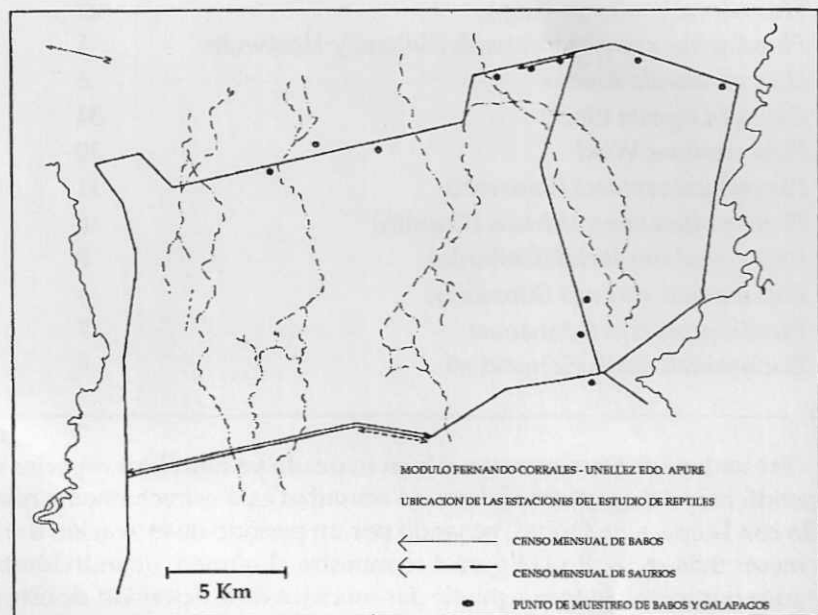 5 Km
MODULO FERNANDO CORRALES - UNELLEZ EDO. APURE
UBICACION DE LAS ESTACIONES DEL ESTUDIO DE REPTILES
CENSO MENSUAL DE BABOS
CENSO MENSUAL DE SAURIOS
PUNTO DE MUESTREO DE BABOS Y GALAPAGOS